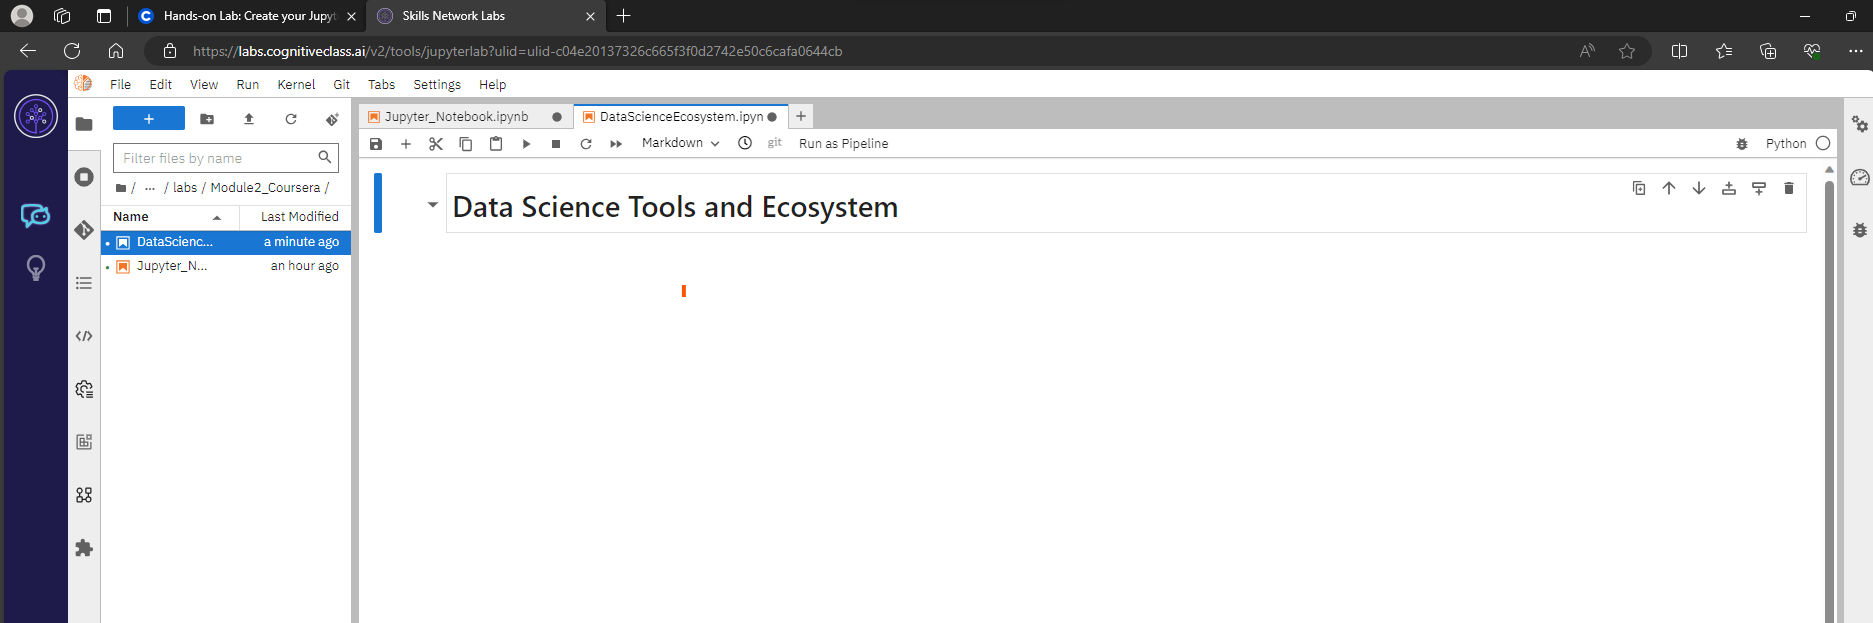 Hands-on Lab: Create your Jupyt
Skills Network Labs
https://labs.cognitiveclass.ai/v2/tools/jupyterlab?ulid=ulid-c04e20137326c665f3f0d2742e50c6cafa0644cb
File Edit View Run Kernel Git Tabs Settings Help
Jupyter_Notebook.ipynb
DataScienceEcosystem.ipyn
Markdown
git
Run as Pipeline
Python
Filter files by name
/ ... / labs / Module2_Coursera /
Name Last Modified
DataScienc... a minute ago
Jupyter_N... an hour ago
Data Science Tools and Ecosystem